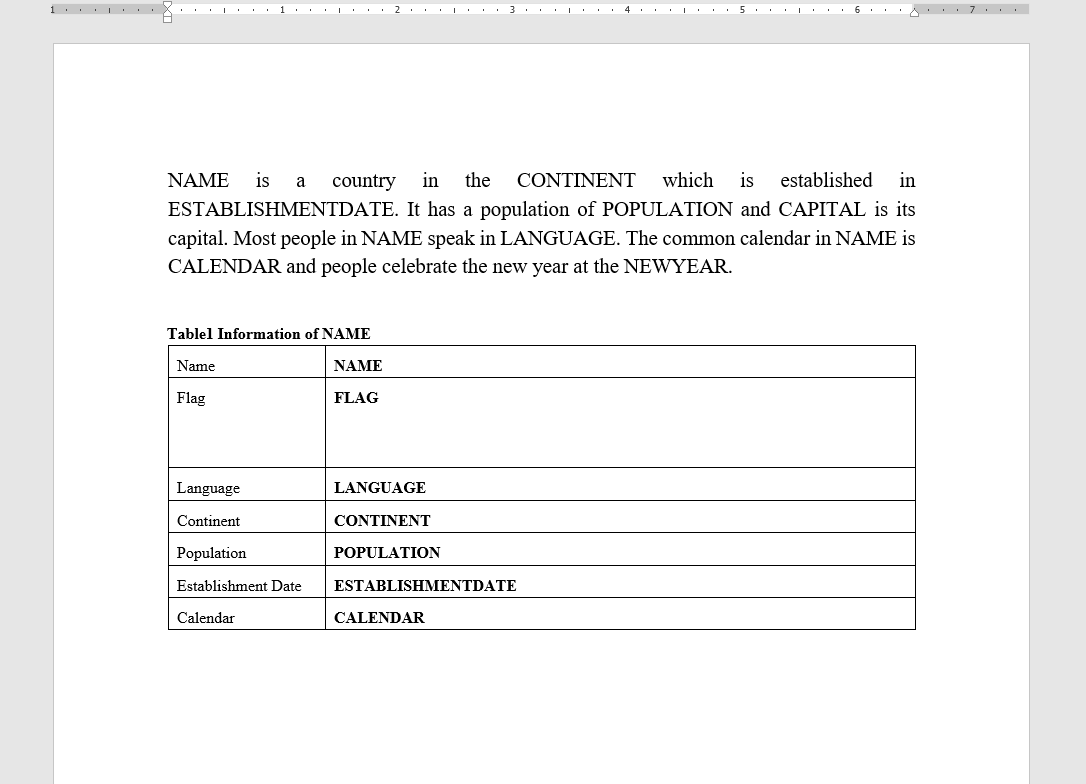 1 1 2 3 4 5 6 7
NAME is a country in the CONTINENT which is established in
ESTABLISHMENTDATE. It has a population of POPULATION and CAPITAL is its
capital. Most people in NAME speak in LANGUAGE. The common calendar in NAME is
CALENDAR and people celebrate the new year at the NEWYEAR.
Table1 Information of NAME
Name NAME
Flag FLAG
Language LANGUAGE
Continent CONTINENT
Population POPULATION
Establishment Date ESTABLISHMENTDATE
Calendar CALENDAR